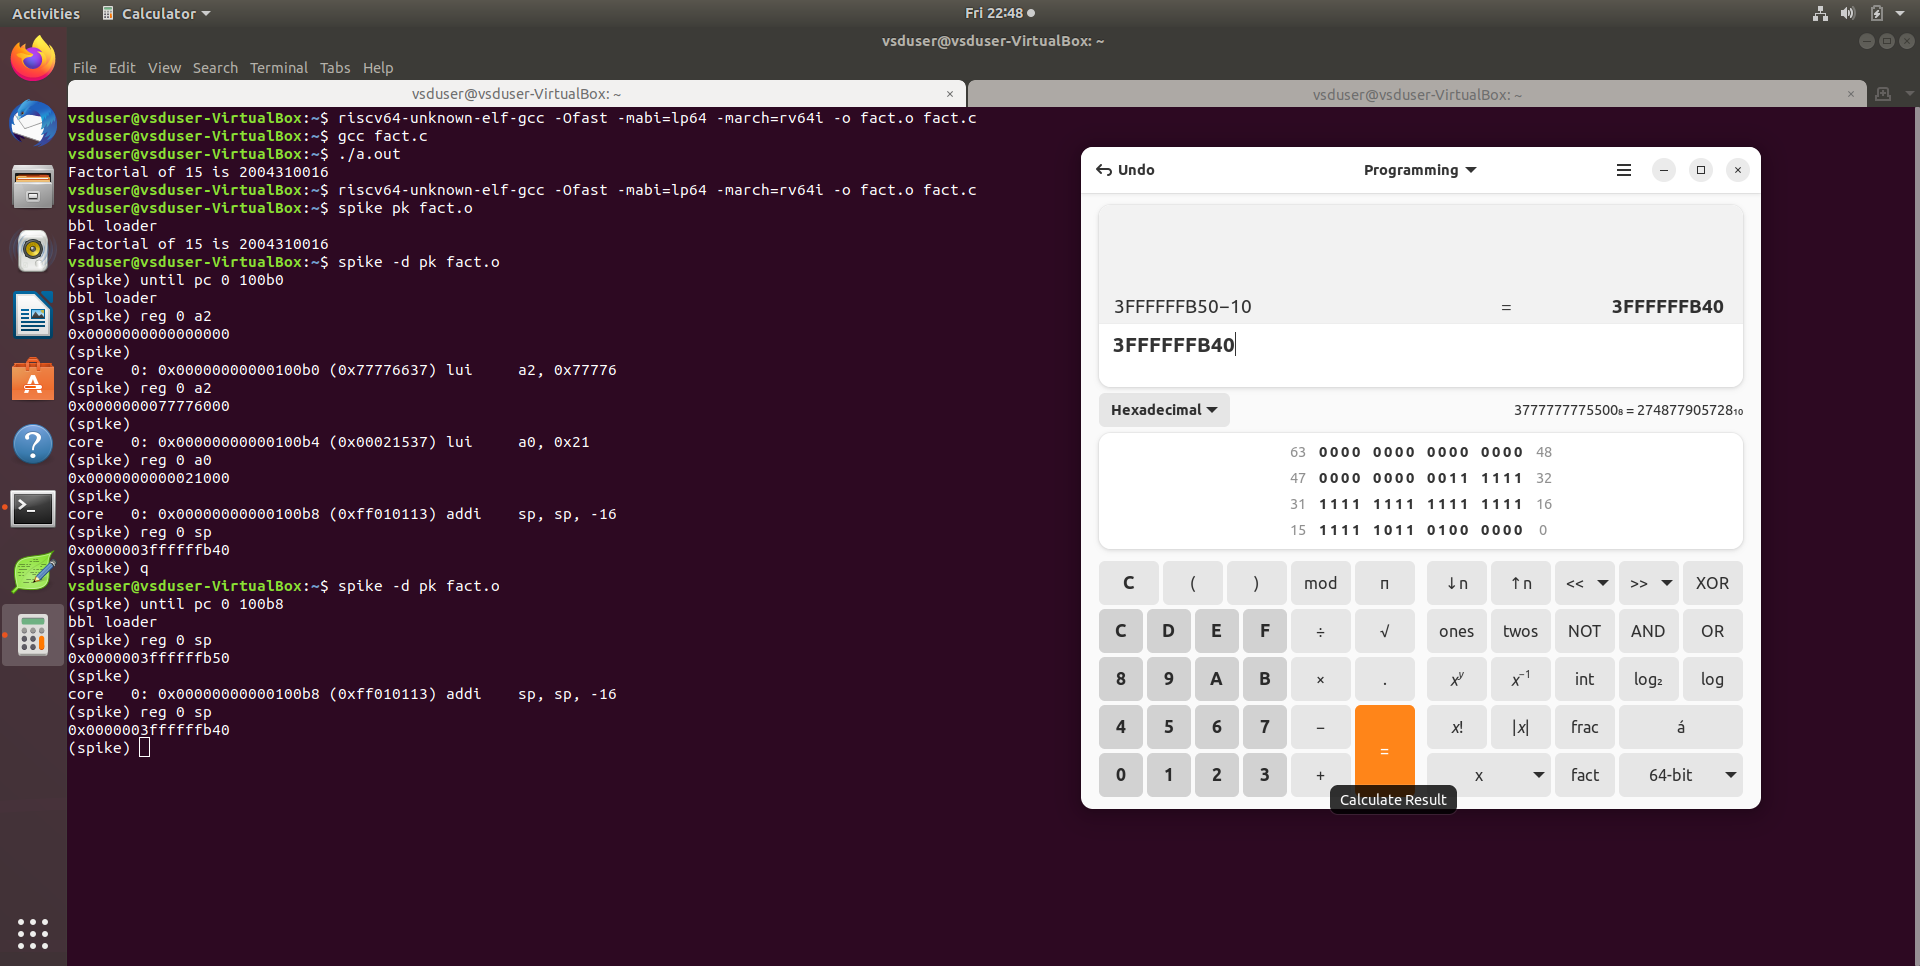 Activities
Calculator
Fri 22:48
vsduser@vsduser-VirtualBox: ~
File Edit View Search Terminal Tabs Help
vsduser@vsduser-VirtualBox: ~ ×
vsduser@vsduser-VirtualBox: ~ ×
vsduser@vsduser-VirtualBox:~$ riscv64-unknown-elf-gcc -Ofast -mabi=lp64 -march=rv64i -o fact.o fact.c
vsduser@vsduser-VirtualBox:~$ gcc fact.c
vsduser@vsduser-VirtualBox:~$ ./a.out
Factorial of 15 is 2004310016
vsduser@vsduser-VirtualBox:~$ riscv64-unknown-elf-gcc -Ofast -mabi=lp64 -march=rv64i -o fact.o fact.c
vsduser@vsduser-VirtualBox:~$ spike pk fact.o
bbl loader
Factorial of 15 is 2004310016
vsduser@vsduser-VirtualBox:~$ spike -d pk fact.o
(spike) until pc 0 100b0
bbl loader
(spike) reg 0 a2
0x0000000000000000
(spike)
core   0: 0x00000000000100b0 (0x77776637) lui     a2, 0x77776
(spike) reg 0 a2
0x0000000077776000
(spike)
core   0: 0x00000000000100b4 (0x00021537) lui     a0, 0x21
(spike) reg 0 a0
0x0000000000021000
(spike)
core   0: 0x00000000000100b8 (0xff010113) addi    sp, sp, -16
(spike) reg 0 sp
0x0000003ffffffb40
(spike) q
vsduser@vsduser-VirtualBox:~$ spike -d pk fact.o
(spike) until pc 0 100b8
bbl loader
(spike) reg 0 sp
0x0000003ffffffb50
(spike)
core   0: 0x00000000000100b8 (0xff010113) addi    sp, sp, -16
(spike) reg 0 sp
0x0000003ffffffb40
(spike)
Undo
Programming
3FFFFFFB50−10 = 3FFFFFFB40
3FFFFFFB40
Hexadecimal
3777777775500₈ = 274877905728₁₀
63 0000 0000 0000 0000 48
47 0000 0000 0011 1111 32
31 1111 1111 1111 1111 16
15 1111 1011 0100 0000 0
C ( ) mod π ↓n ↑n << >> XOR
C D E F ÷ √ ones twos NOT AND OR
8 9 A B × . xʸ x⁻¹ int log₂ log
4 5 6 7 − = x! |x| frac á
0 1 2 3 + x fact 64-bit
Calculate Result